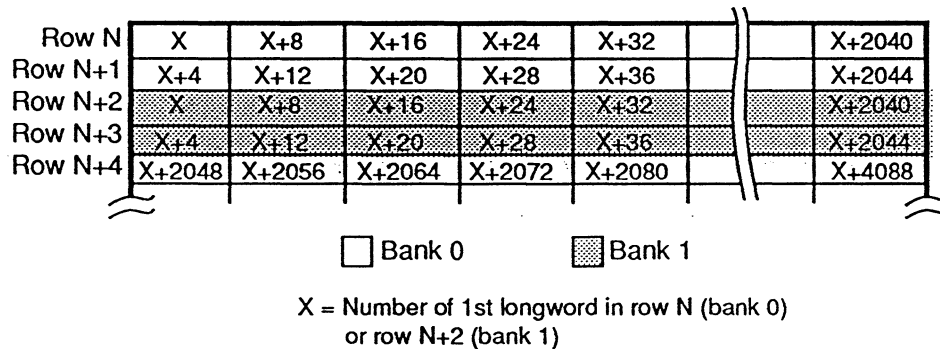 Row N X X+8 X+16 X+24 X+32 X+2040
Row N+1 X+4 X+12 X+20 X+28 X+36 X+2044
Row N+2 X X+8 X+16 X+24 X+32 X+2040
Row N+3 X+4 X+12 X+20 X+28 X+36 X+2044
Row N+4 X+2048 X+2056 X+2064 X+2072 X+2080 X+4088
Bank 0 Bank 1
X = Number of 1st longword in row N (bank 0)
or row N+2 (bank 1)